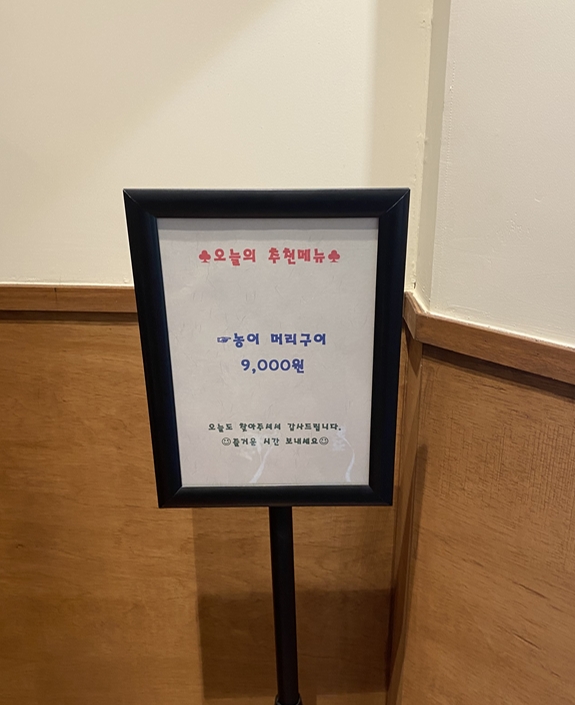 ♣오늘의 추천메뉴♣
☞농어 머리구이
9,000원
오늘도 찾아주셔서 감사드립니다.
☺즐거운 시간 보내세요☺